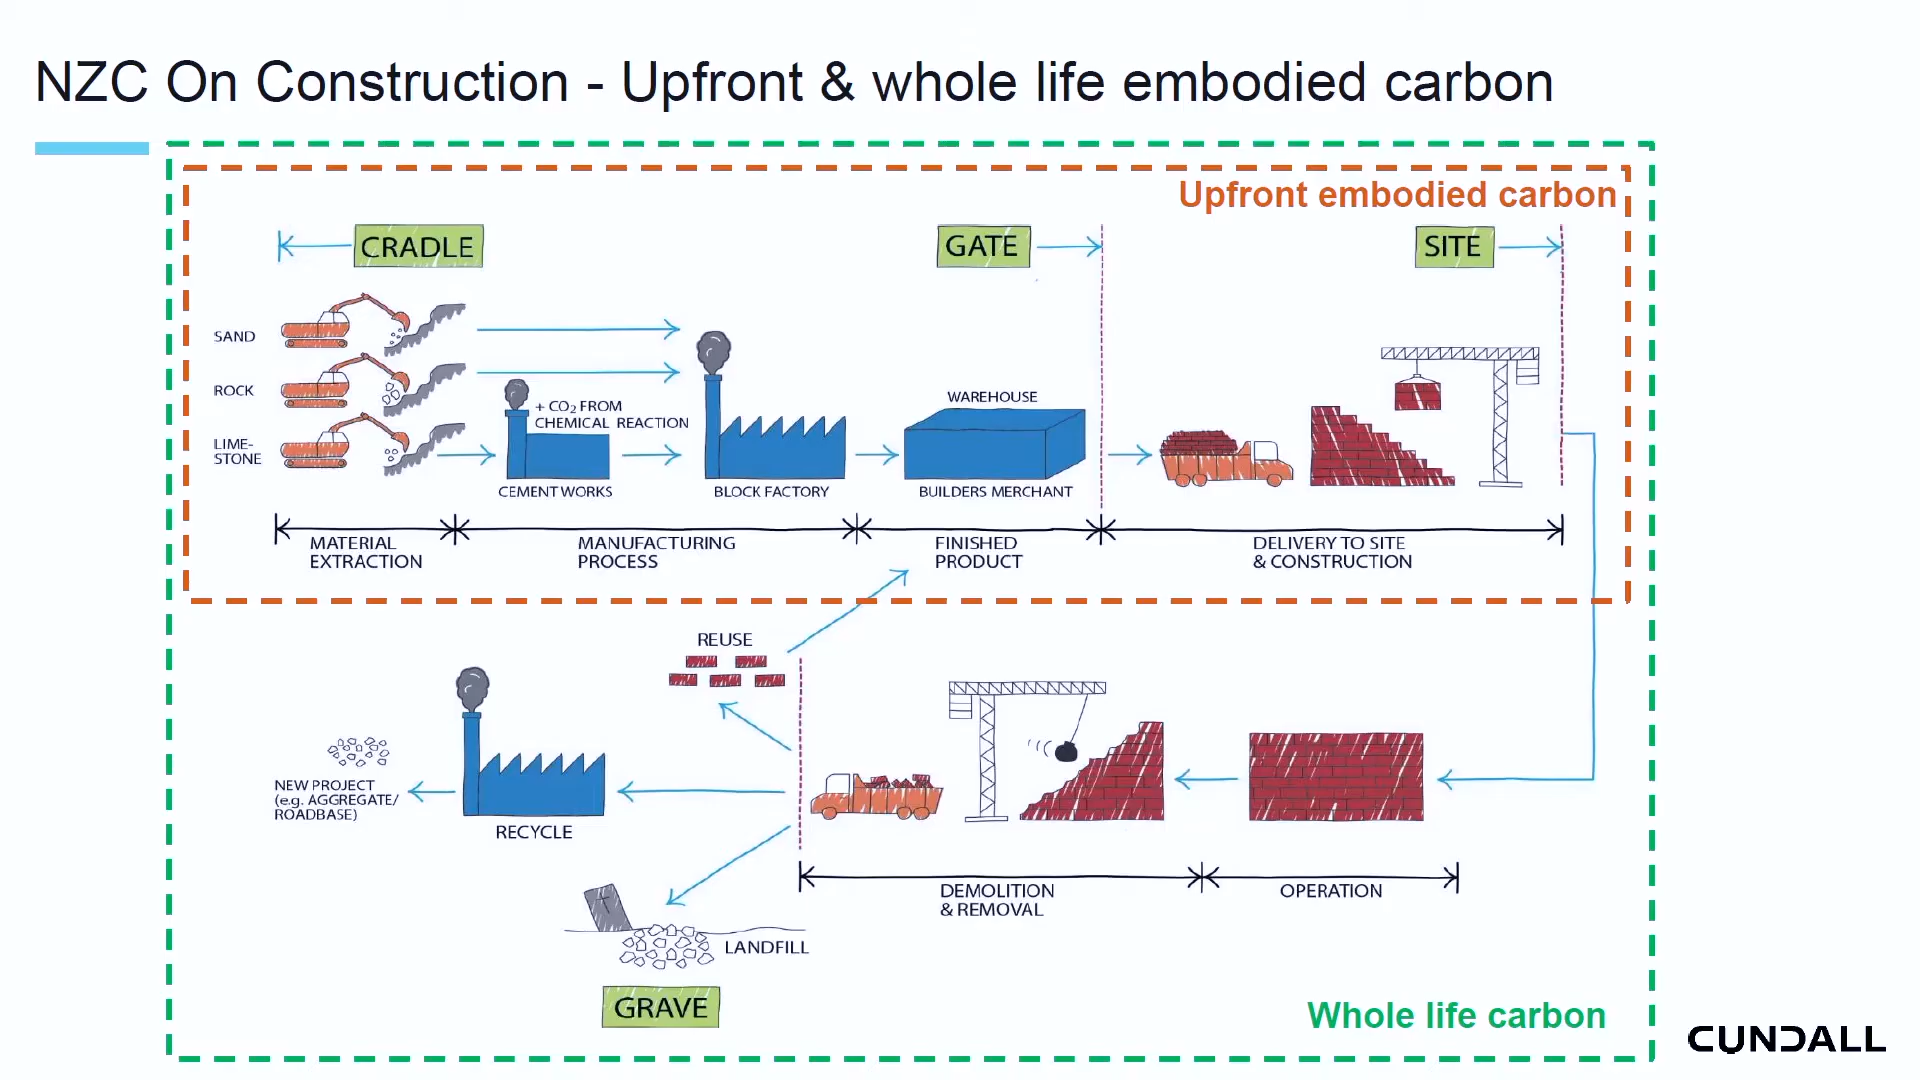 NZC On Construction - Upfront & whole life embodied carbon
Upfront embodied carbon
CRADLE
GATE
SITE
SAND
ROCK
LIME-
STONE
+ CO₂ FROM
CHEMICAL REACTION
WAREHOUSE
CEMENT WORKS
BLOCK FACTORY
BUILDERS MERCHANT
MATERIAL
EXTRACTION
MANUFACTURING
PROCESS
FINISHED
PRODUCT
DELIVERY TO SITE
& CONSTRUCTION
REUSE
NEW PROJECT
(e.g. AGGREGATE/
ROADBASE)
RECYCLE
DEMOLITION
& REMOVAL
OPERATION
LANDFILL
GRAVE
Whole life carbon
CUNDALL